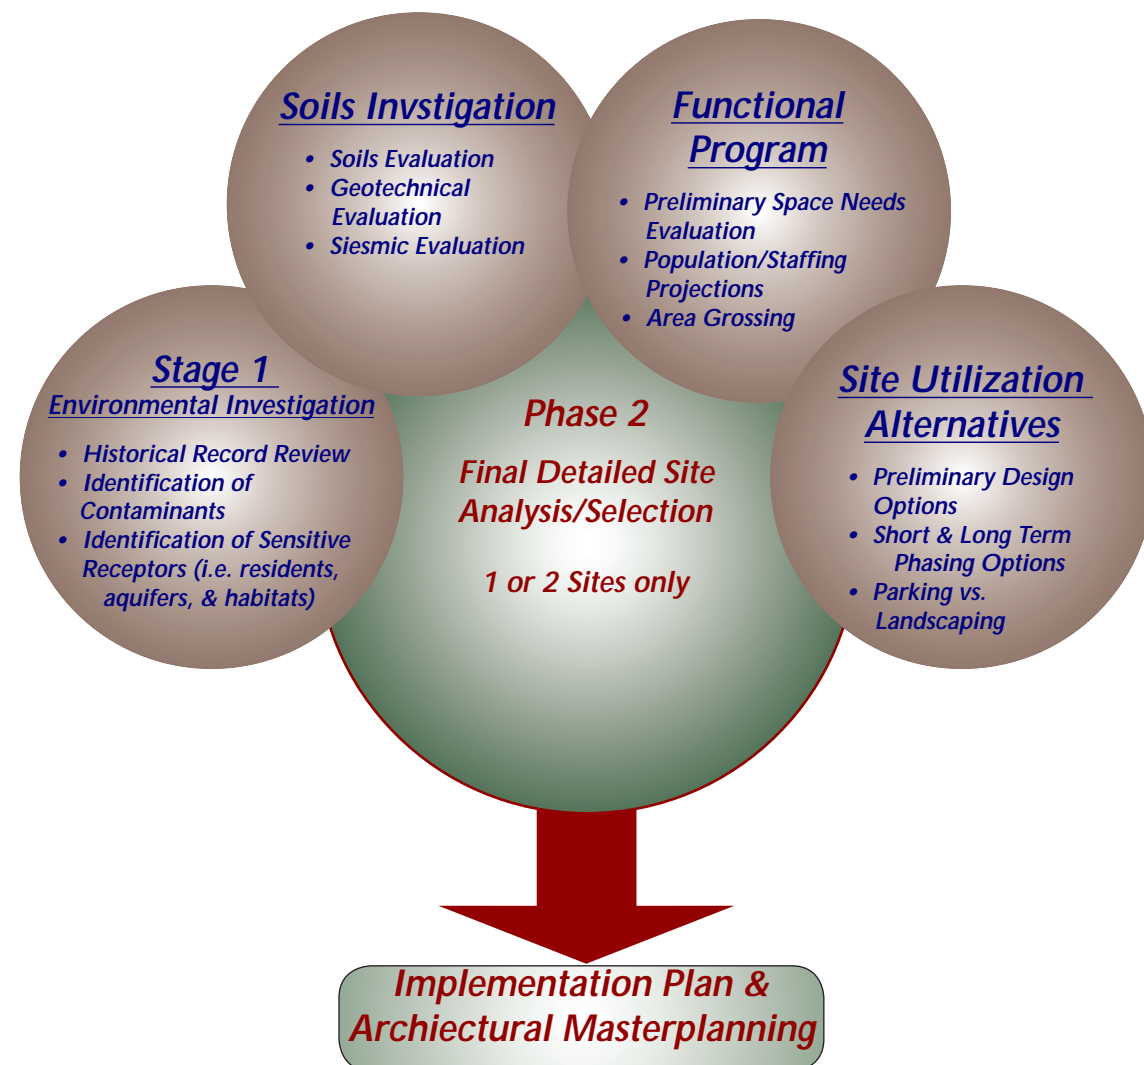 Soils Invstigation
• Soils Evaluation
• Geotechnical
Evaluation
• Siesmic Evaluation
Functional
Program
• Preliminary Space Needs
Evaluation
• Population/Staffing
Projections
• Area Grossing
Stage 1
Environmental Investigation
• Historical Record Review
• Identification of
Contaminants
• Identification of Sensitive
Receptors (i.e. residents,
aquifers, & habitats)
Phase 2
Final Detailed Site
Analysis/Selection
1 or 2 Sites only
Site Utilization
Alternatives
• Preliminary Design
Options
• Short & Long Term
Phasing Options
• Parking vs.
Landscaping
Implementation Plan &
Archiectural Masterplanning